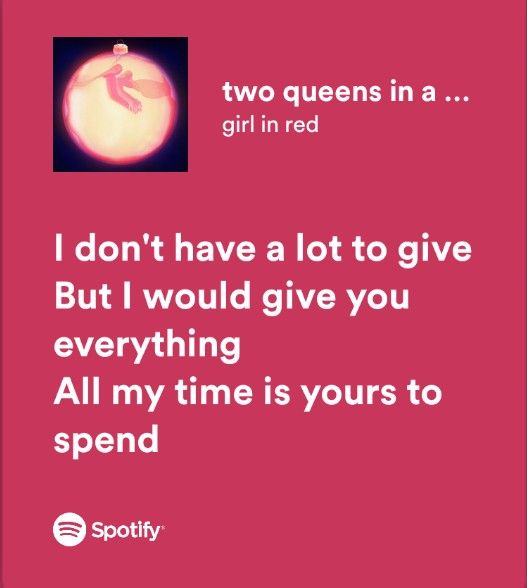 two queens in a ...
girl in red
I don't have a lot to give
But I would give you
everything
All my time is yours to
spend
Spotify